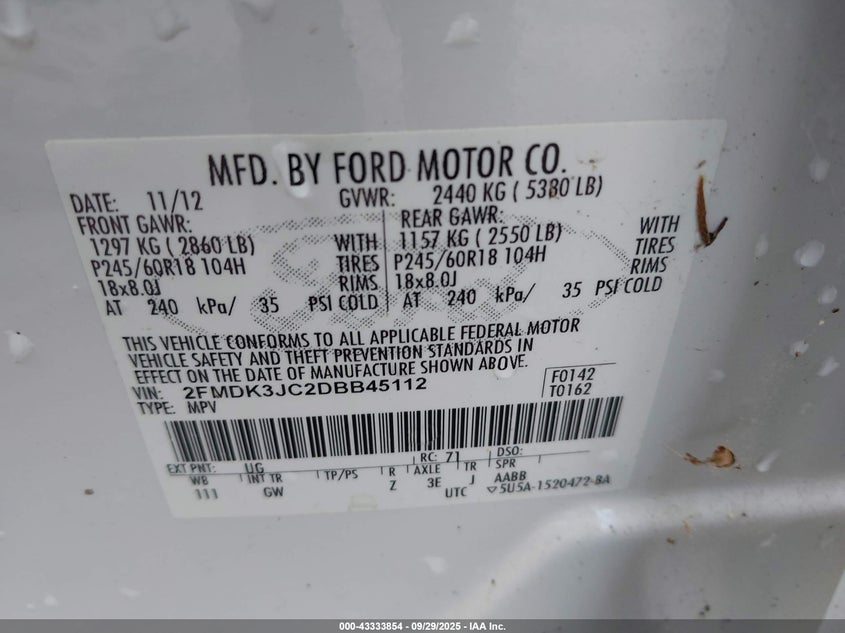 MFD. BY FORD MOTOR CO.
DATE: 11/12 GVWR: 2440 KG ( 5380 LB)
FRONT GAWR: REAR GAWR:
1297 KG ( 2860 LB) WITH 1157 KG ( 2550 LB) WITH
P245/60R18 104H TIRES P245/60R18 104H TIRES
18x8.0J RIMS 18x8.0J RIMS
AT 240 kPa/ 35 PSI COLD AT 240 kPa/ 35 PSI COLD
THIS VEHICLE CONFORMS TO ALL APPLICABLE FEDERAL MOTOR
VEHICLE SAFETY AND THEFT PREVENTION STANDARDS IN
EFFECT ON THE DATE OF MANUFACTURE SHOWN ABOVE.
VIN: 2FMDK3JC2DBB45112 F0142
TYPE: MPV T0162
RC: 71 DSO:
EXT PNT: UG
WB INT TR TP/PS R AXLE TR SPR
111 GW Z 3E J AABB
UTC ▽5U5A-1520472-BA
000-43333854 - 09/29/2025 - IAA Inc.